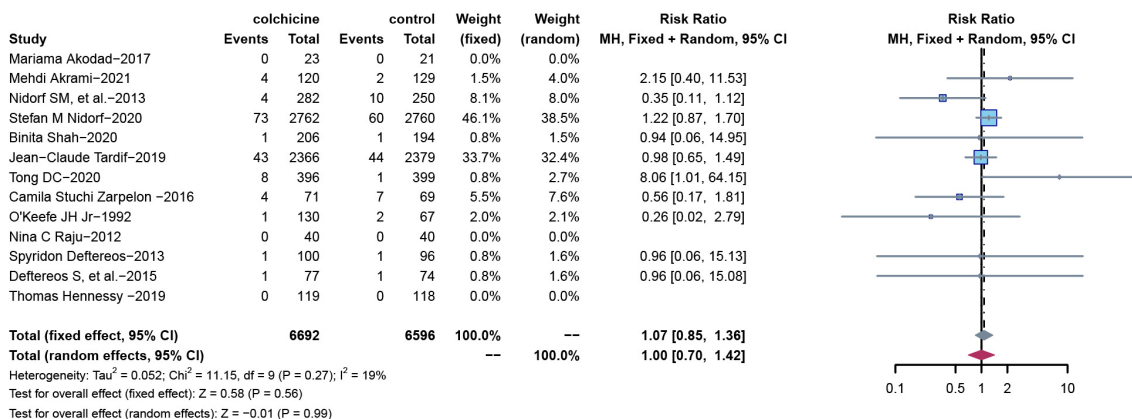 colchicine control Weight Weight Risk Ratio Risk Ratio
Study Events Total Events Total (fixed) (random) MH, Fixed + Random, 95% CI MH, Fixed + Random, 95% CI
Mariama Akodad−2017 0 23 0 21 0.0% 0.0%
Mehdi Akrami−2021 4 120 2 129 1.5% 4.0% 2.15 [0.40, 11.53]
Nidorf SM, et al.−2013 4 282 10 250 8.1% 8.0% 0.35 [0.11, 1.12]
Stefan M Nidorf−2020 73 2762 60 2760 46.1% 38.5% 1.22 [0.87, 1.70]
Binita Shah−2020 1 206 1 194 0.8% 1.5% 0.94 [0.06, 14.95]
Jean−Claude Tardif−2019 43 2366 44 2379 33.7% 32.4% 0.98 [0.65, 1.49]
Tong DC−2020 8 396 1 399 0.8% 2.7% 8.06 [1.01, 64.15]
Camila Stuchi Zarpelon −2016 4 71 7 69 5.5% 7.6% 0.56 [0.17, 1.81]
O'Keefe JH Jr−1992 1 130 2 67 2.0% 2.1% 0.26 [0.02, 2.79]
Nina C Raju−2012 0 40 0 40 0.0% 0.0%
Spyridon Deftereos−2013 1 100 1 96 0.8% 1.6% 0.96 [0.06, 15.13]
Deftereos S, et al.−2015 1 77 1 74 0.8% 1.6% 0.96 [0.06, 15.08]
Thomas Hennessy −2019 0 119 0 118 0.0% 0.0%
Total (fixed effect, 95% CI) 6692 6596 100.0% −− 1.07 [0.85, 1.36]
Total (random effects, 95% CI) −− 100.0% 1.00 [0.70, 1.42]
Heterogeneity: Tau² = 0.052; Chi² = 11.15, df = 9 (P = 0.27); I² = 19%
Test for overall effect (fixed effect): Z = 0.58 (P = 0.56)
Test for overall effect (random effects): Z = −0.01 (P = 0.99)
0.1 0.5 1 2 10